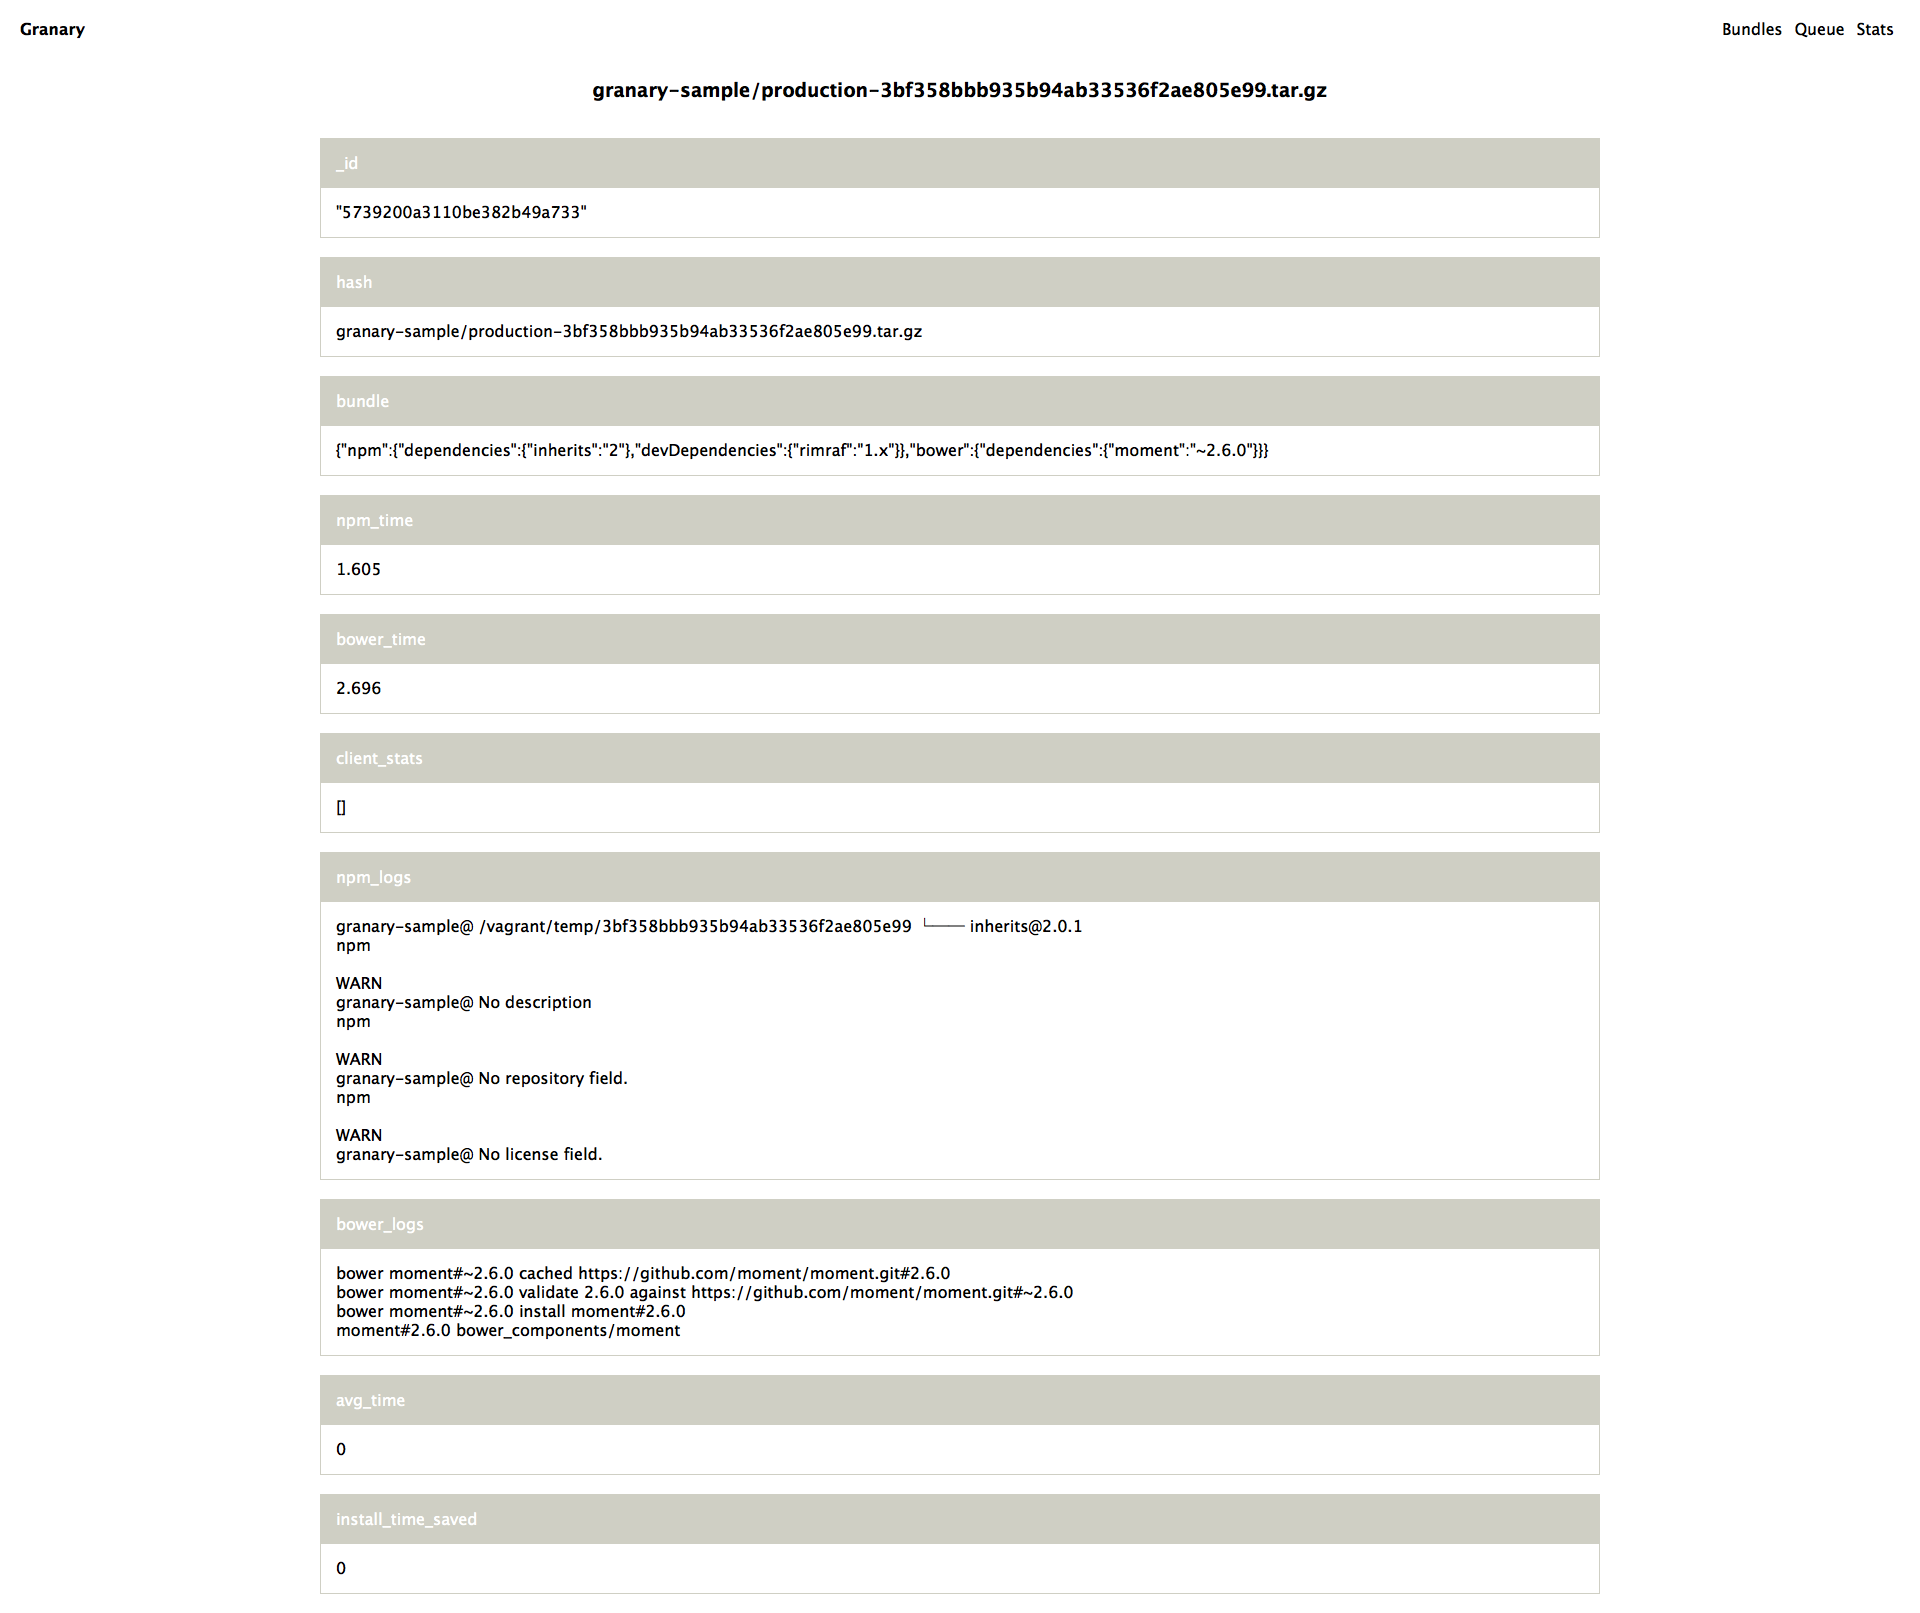 Granary
Bundles Queue Stats
granary-sample/production-3bf358bbb935b94ab33536f2ae805e99.tar.gz
_id
"5739200a3110be382b49a733"
hash
granary-sample/production-3bf358bbb935b94ab33536f2ae805e99.tar.gz
bundle
{"npm":{"dependencies":{"inherits":"2"},"devDependencies":{"rimraf":"1.x"}},"bower":{"dependencies":{"moment":"~2.6.0"}}}
npm_time
1.605
bower_time
2.696
client_stats
[]
npm_logs
granary-sample@ /vagrant/temp/3bf358bbb935b94ab33536f2ae805e99 └── inherits@2.0.1
npm
WARN
granary-sample@ No description
npm
WARN
granary-sample@ No repository field.
npm
WARN
granary-sample@ No license field.
bower_logs
bower moment#~2.6.0 cached https://github.com/moment/moment.git#2.6.0
bower moment#~2.6.0 validate 2.6.0 against https://github.com/moment/moment.git#~2.6.0
bower moment#~2.6.0 install moment#2.6.0
moment#2.6.0 bower_components/moment
avg_time
0
install_time_saved
0